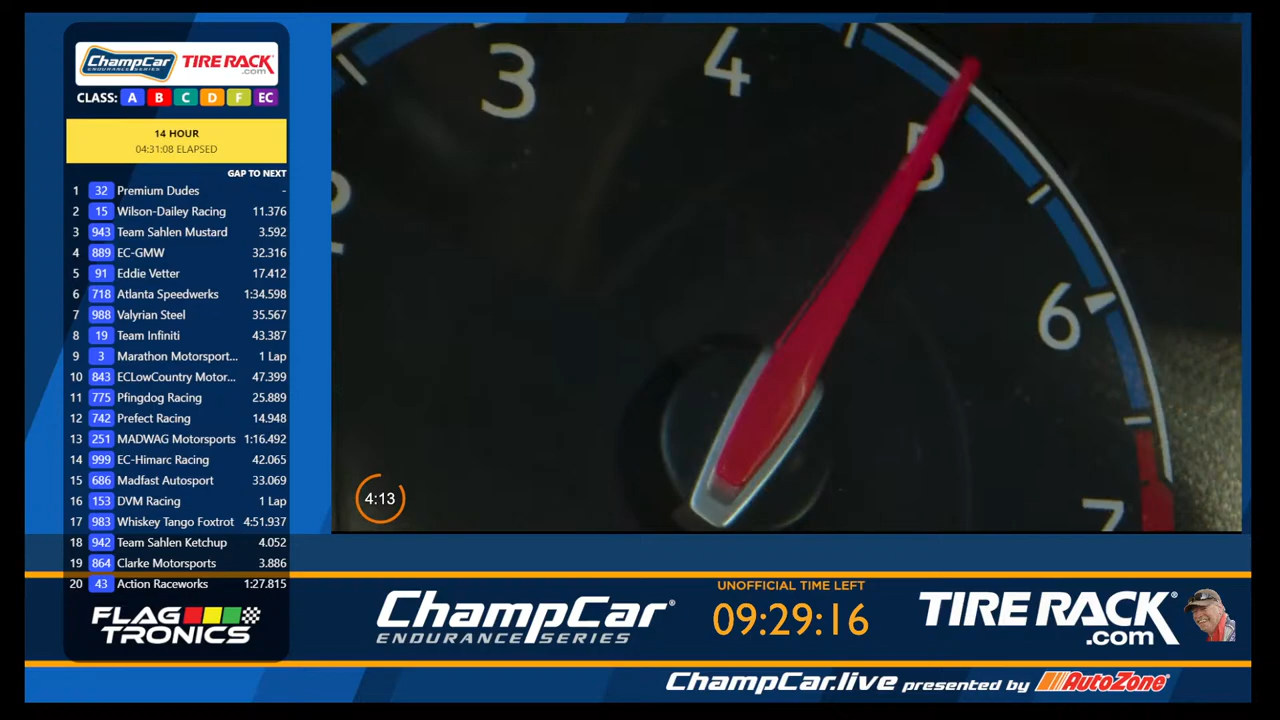 ChampCar ENDURANCE SERIES TIRE RACK .com
CLASS: A B C D F EC
14 HOUR
04:31:08 ELAPSED
GAP TO NEXT
1 32 Premium Dudes -
2 15 Wilson-Dailey Racing 11.376
3 943 Team Sahlen Mustard 3.592
4 889 EC-GMW 32.316
5 91 Eddie Vetter 17.412
6 718 Atlanta Speedwerks 1:34.598
7 988 Valyrian Steel 35.567
8 19 Team Infiniti 43.387
9 3 Marathon Motorsport... 1 Lap
10 843 ECLowCountry Motor... 47.399
11 775 Pfingdog Racing 25.889
12 742 Prefect Racing 14.948
13 251 MADWAG Motorsports 1:16.492
14 999 EC-Himarc Racing 42.065
15 686 Madfast Autosport 33.069
16 153 DVM Racing 1 Lap
17 983 Whiskey Tango Foxtrot 4:51.937
18 942 Team Sahlen Ketchup 4.052
19 864 Clarke Motorsports 3.886
20 43 Action Raceworks 1:27.815
FLAG
TRONICS
2 3 4 5 6 7
4:13
ChampCar®
ENDURANCE SERIES
UNOFFICIAL TIME LEFT
09:29:16
TIRE RACK®
.com
ChampCar.live presented by AutoZone